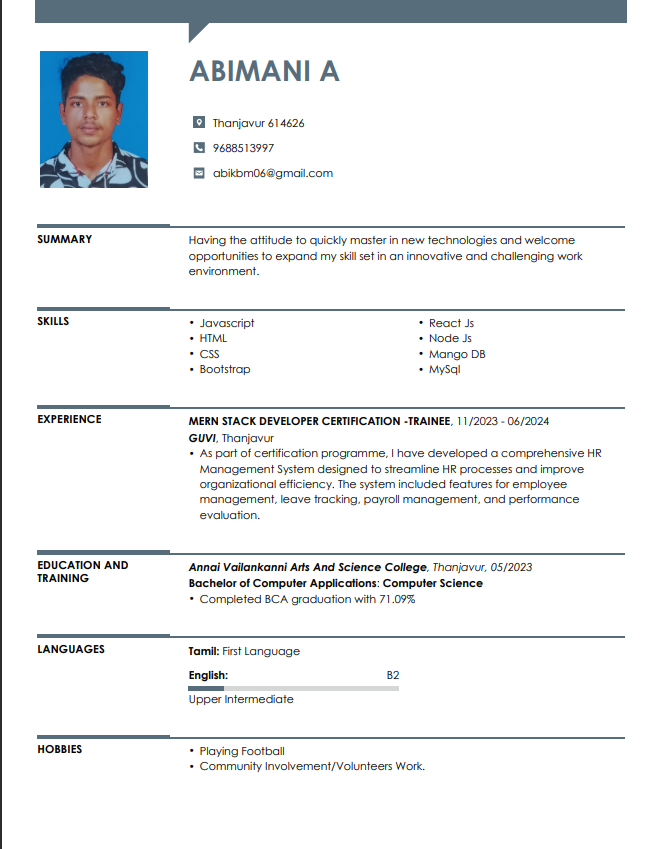 ABIMANI A
Thanjavur 614626
9688513997
abikbm06@gmail.com
SUMMARY
Having the attitude to quickly master in new technologies and welcome
opportunities to expand my skill set in an innovative and challenging work
environment.
SKILLS
• Javascript
• HTML
• CSS
• Bootstrap
• React Js
• Node Js
• Mango DB
• MySql
EXPERIENCE
MERN STACK DEVELOPER CERTIFICATION -TRAINEE, 11/2023 - 06/2024
GUVI, Thanjavur
• As part of certification programme, I have developed a comprehensive HR
Management System designed to streamline HR processes and improve
organizational efficiency. The system included features for employee
management, leave tracking, payroll management, and performance
evaluation.
EDUCATION AND
TRAINING
Annai Vailankanni Arts And Science College, Thanjavur, 05/2023
Bachelor of Computer Applications: Computer Science
• Completed BCA graduation with 71.09%
LANGUAGES
Tamil: First Language
English: B2
Upper Intermediate
HOBBIES
• Playing Football
• Community Involvement/Volunteers Work.